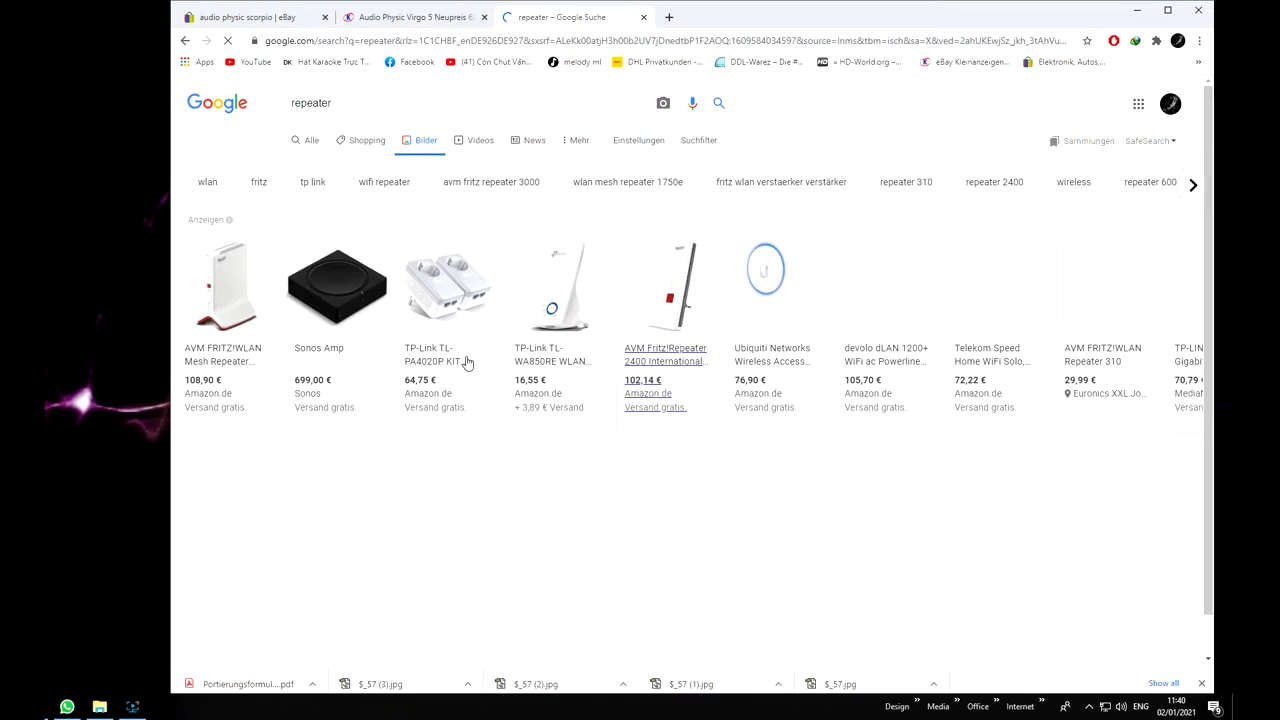 audio physic scorpio | eBay
Audio Physic Virgo 5 Neupreis 6
repeater – Google Suche
google.com/search?q=repeater&rlz=1C1CHBF_enDE926DE927&sxsrf=ALeKk00atjH3h00b2UV7jDnedtbP1F2AOQ:1609584034597&source=lnms&tbm=isch&sa=X&ved=2ahUKEwjSz_jkh_3tAhVu...
Apps YouTube Hát Karaoke Trực T... Facebook (41) Còn Chút Vấn... melody ml DHL Privatkunden -... DDL-Warez – Die #... » HD-World.org –... eBay Kleinanzeigen... Elektronik, Autos,...
Google repeater
Alle Shopping Bilder Videos News Mehr Einstellungen Suchfilter Sammlungen SafeSearch
wlan fritz tp link wifi repeater avm fritz repeater 3000 wlan mesh repeater 1750e fritz wlan verstaerker verstärker repeater 310 repeater 2400 wireless repeater 600
Anzeigen
AVM FRITZ!WLAN
Mesh Repeater...
108,90 €
Amazon.de
Versand gratis.
Sonos Amp
699,00 €
Sonos
Versand gratis.
TP-Link TL-
PA4020P KIT
64,75 €
Amazon.de
Versand gratis.
TP-Link TL-
WA850RE WLAN...
16,55 €
Amazon.de
+ 3,89 € Versand
AVM Fritz!Repeater
2400 International...
102,14 €
Amazon.de
Versand gratis.
Ubiquiti Networks
Wireless Access...
76,90 €
Amazon.de
Versand gratis.
devolo dLAN 1200+
WiFi ac Powerline...
105,70 €
Amazon.de
Versand gratis.
Telekom Speed
Home WiFi Solo,...
72,22 €
Amazon.de
Versand gratis.
AVM FRITZ!WLAN
Repeater 310
29,99 €
Euronics XXL Jo...
TP-LIN
Gigabi
70,79
Media
Versan
Portierungsformul....pdf $_57 (3).jpg $_57 (2).jpg $_57 (1).jpg $_57.jpg Show all
Design Media Office Internet ENG 11:40
02/01/2021